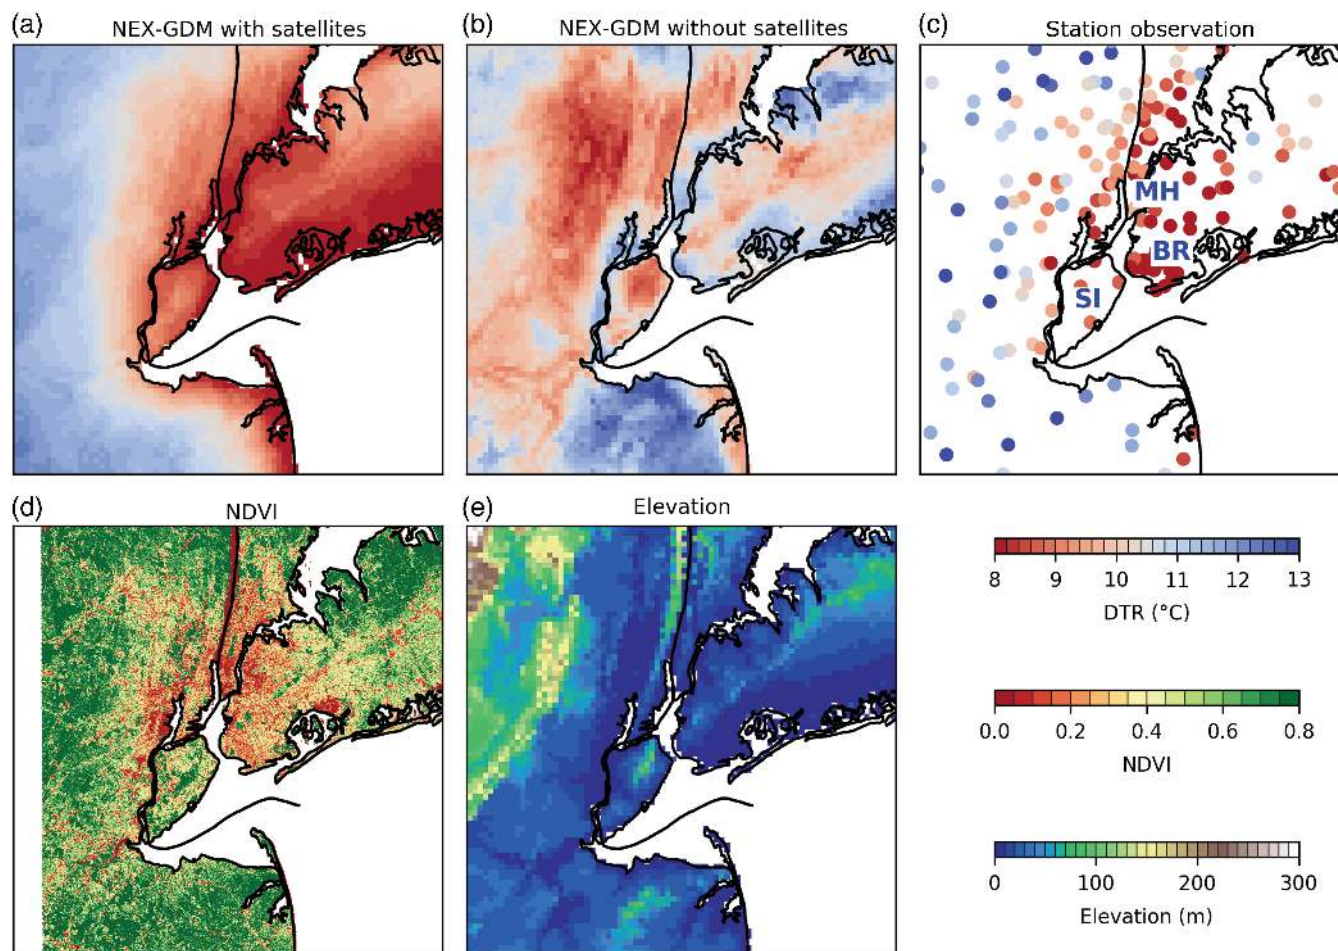 (a) NEX-GDM with satellites
(b) NEX-GDM without satellites
(c) Station observation
MH
BR
SI
(d) NDVI
(e) Elevation
8 9 10 11 12 13
DTR (°C)
0.0 0.2 0.4 0.6 0.8
NDVI
0 100 200 300
Elevation (m)